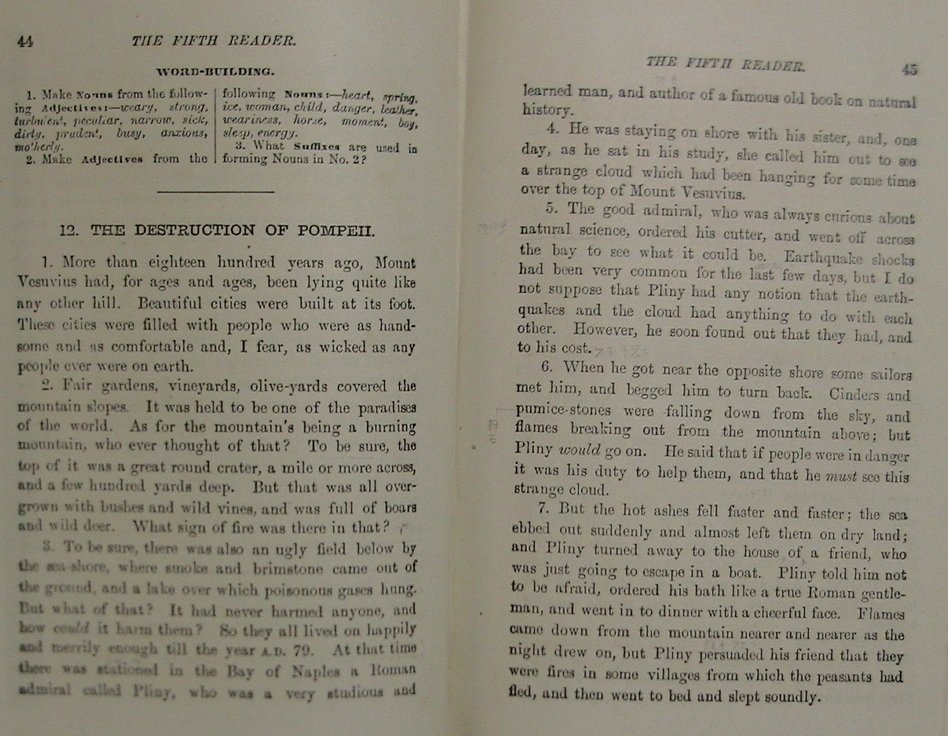 44 THE FIFTH READER.
WORD-BUILDING.
1. Make Nouns from the follow-
ing Adjectives:—weary, strong,
turbulent, peculiar, narrow, sick,
dirty, prudent, busy, anxious,
motherly.
2. Make Adjectives from the
following Nouns:—heart, spring,
ice, woman, child, danger, leather,
weariness, horse, moment, boy,
sleep, energy.
3. What Suffixes are used in
forming Nouns in No. 2?
12. THE DESTRUCTION OF POMPEII.
1. More than eighteen hundred years ago, Mount
Vesuvius had, for ages and ages, been lying quite like
any other hill. Beautiful cities were built at its foot.
These cities were filled with people who were as hand-
some and as comfortable and, I fear, as wicked as any
people ever were on earth.
2. Fair gardens, vineyards, olive-yards covered the
mountain slopes. It was held to be one of the paradises
of the world. As for the mountain's being a burning
mountain, who ever thought of that? To be sure, the
top of it was a great round crater, a mile or more across,
and a few hundred yards deep. But that was all over-
grown with bushes and wild vines, and was full of boars
and wild deer. What sign of fire was there in that?
3. To be sure, there was also an ugly field below by
the sea-shore, where smoke and brimstone came out of
the ground, and a lake over which poisonous gases hung.
But what of that? It had never harmed anyone, and
how could it harm them? So they all lived on happily
and merrily enough till the year A.D. 79. At that time
there was stationed in the Bay of Naples a Roman
admiral called Pliny, who was a very studious and
THE FIFTH READER. 45
learned man, and author of a famous old book on natural
history.
4. He was staying on shore with his sister, and, one
day, as he sat in his study, she called him out to see
a strange cloud which had been hanging for some time
over the top of Mount Vesuvius.
5. The good admiral, who was always curious about
natural science, ordered his cutter, and went off across
the bay to see what it could be. Earthquake shocks
had been very common for the last few days, but I do
not suppose that Pliny had any notion that the earth-
quakes and the cloud had anything to do with each
other. However, he soon found out that they had, and
to his cost.
6. When he got near the opposite shore some sailors
met him, and begged him to turn back. Cinders and
pumice-stones were falling down from the sky, and
flames breaking out from the mountain above; but
Pliny would go on. He said that if people were in danger
it was his duty to help them, and that he must see this
strange cloud.
7. But the hot ashes fell faster and faster; the sea
ebbed out suddenly and almost left them on dry land;
and Pliny turned away to the house of a friend, who
was just going to escape in a boat. Pliny told him not
to be afraid, ordered his bath like a true Roman gentle-
man, and went in to dinner with a cheerful face. Flames
came down from the mountain nearer and nearer as the
night drew on, but Pliny persuaded his friend that they
were fires in some villages from which the peasants had
fled, and then went to bed and slept soundly.